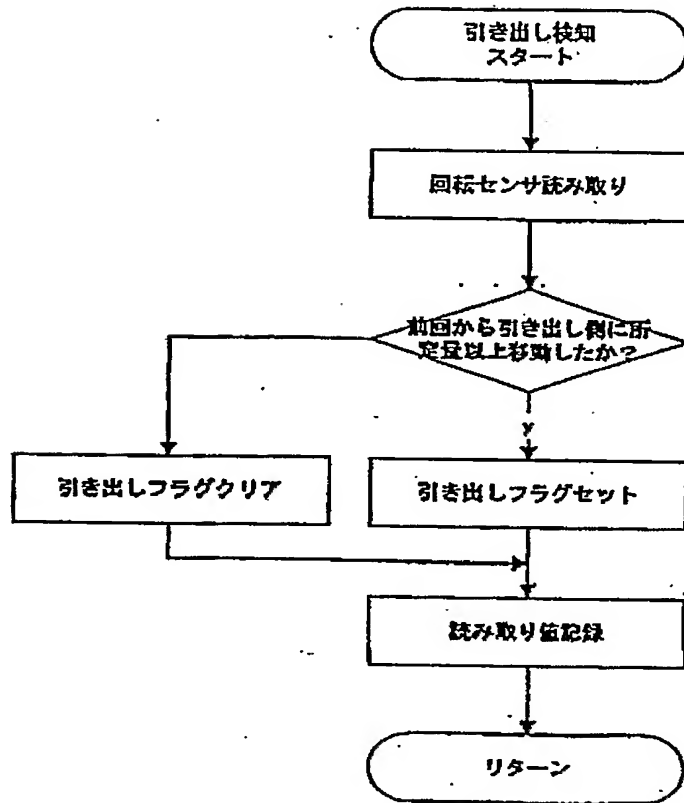 引き出し検知
スタート
回転センサ読み取り
前回から引き出し側に所
定量以上移動したか？
y
引き出しフラグクリア
引き出しフラグセット
読み取り値記録
リターン